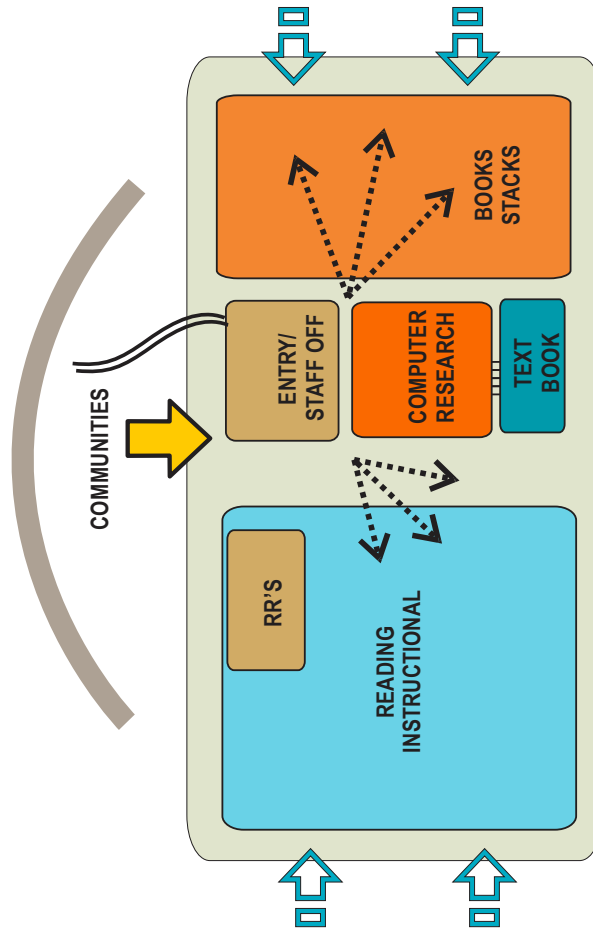 COMMUNITIES
RR'S
READING
INSTRUCTIONAL
ENTRY/
STAFF OFF
COMPUTER
RESEARCH
TEXT
BOOK
BOOKS
STACKS